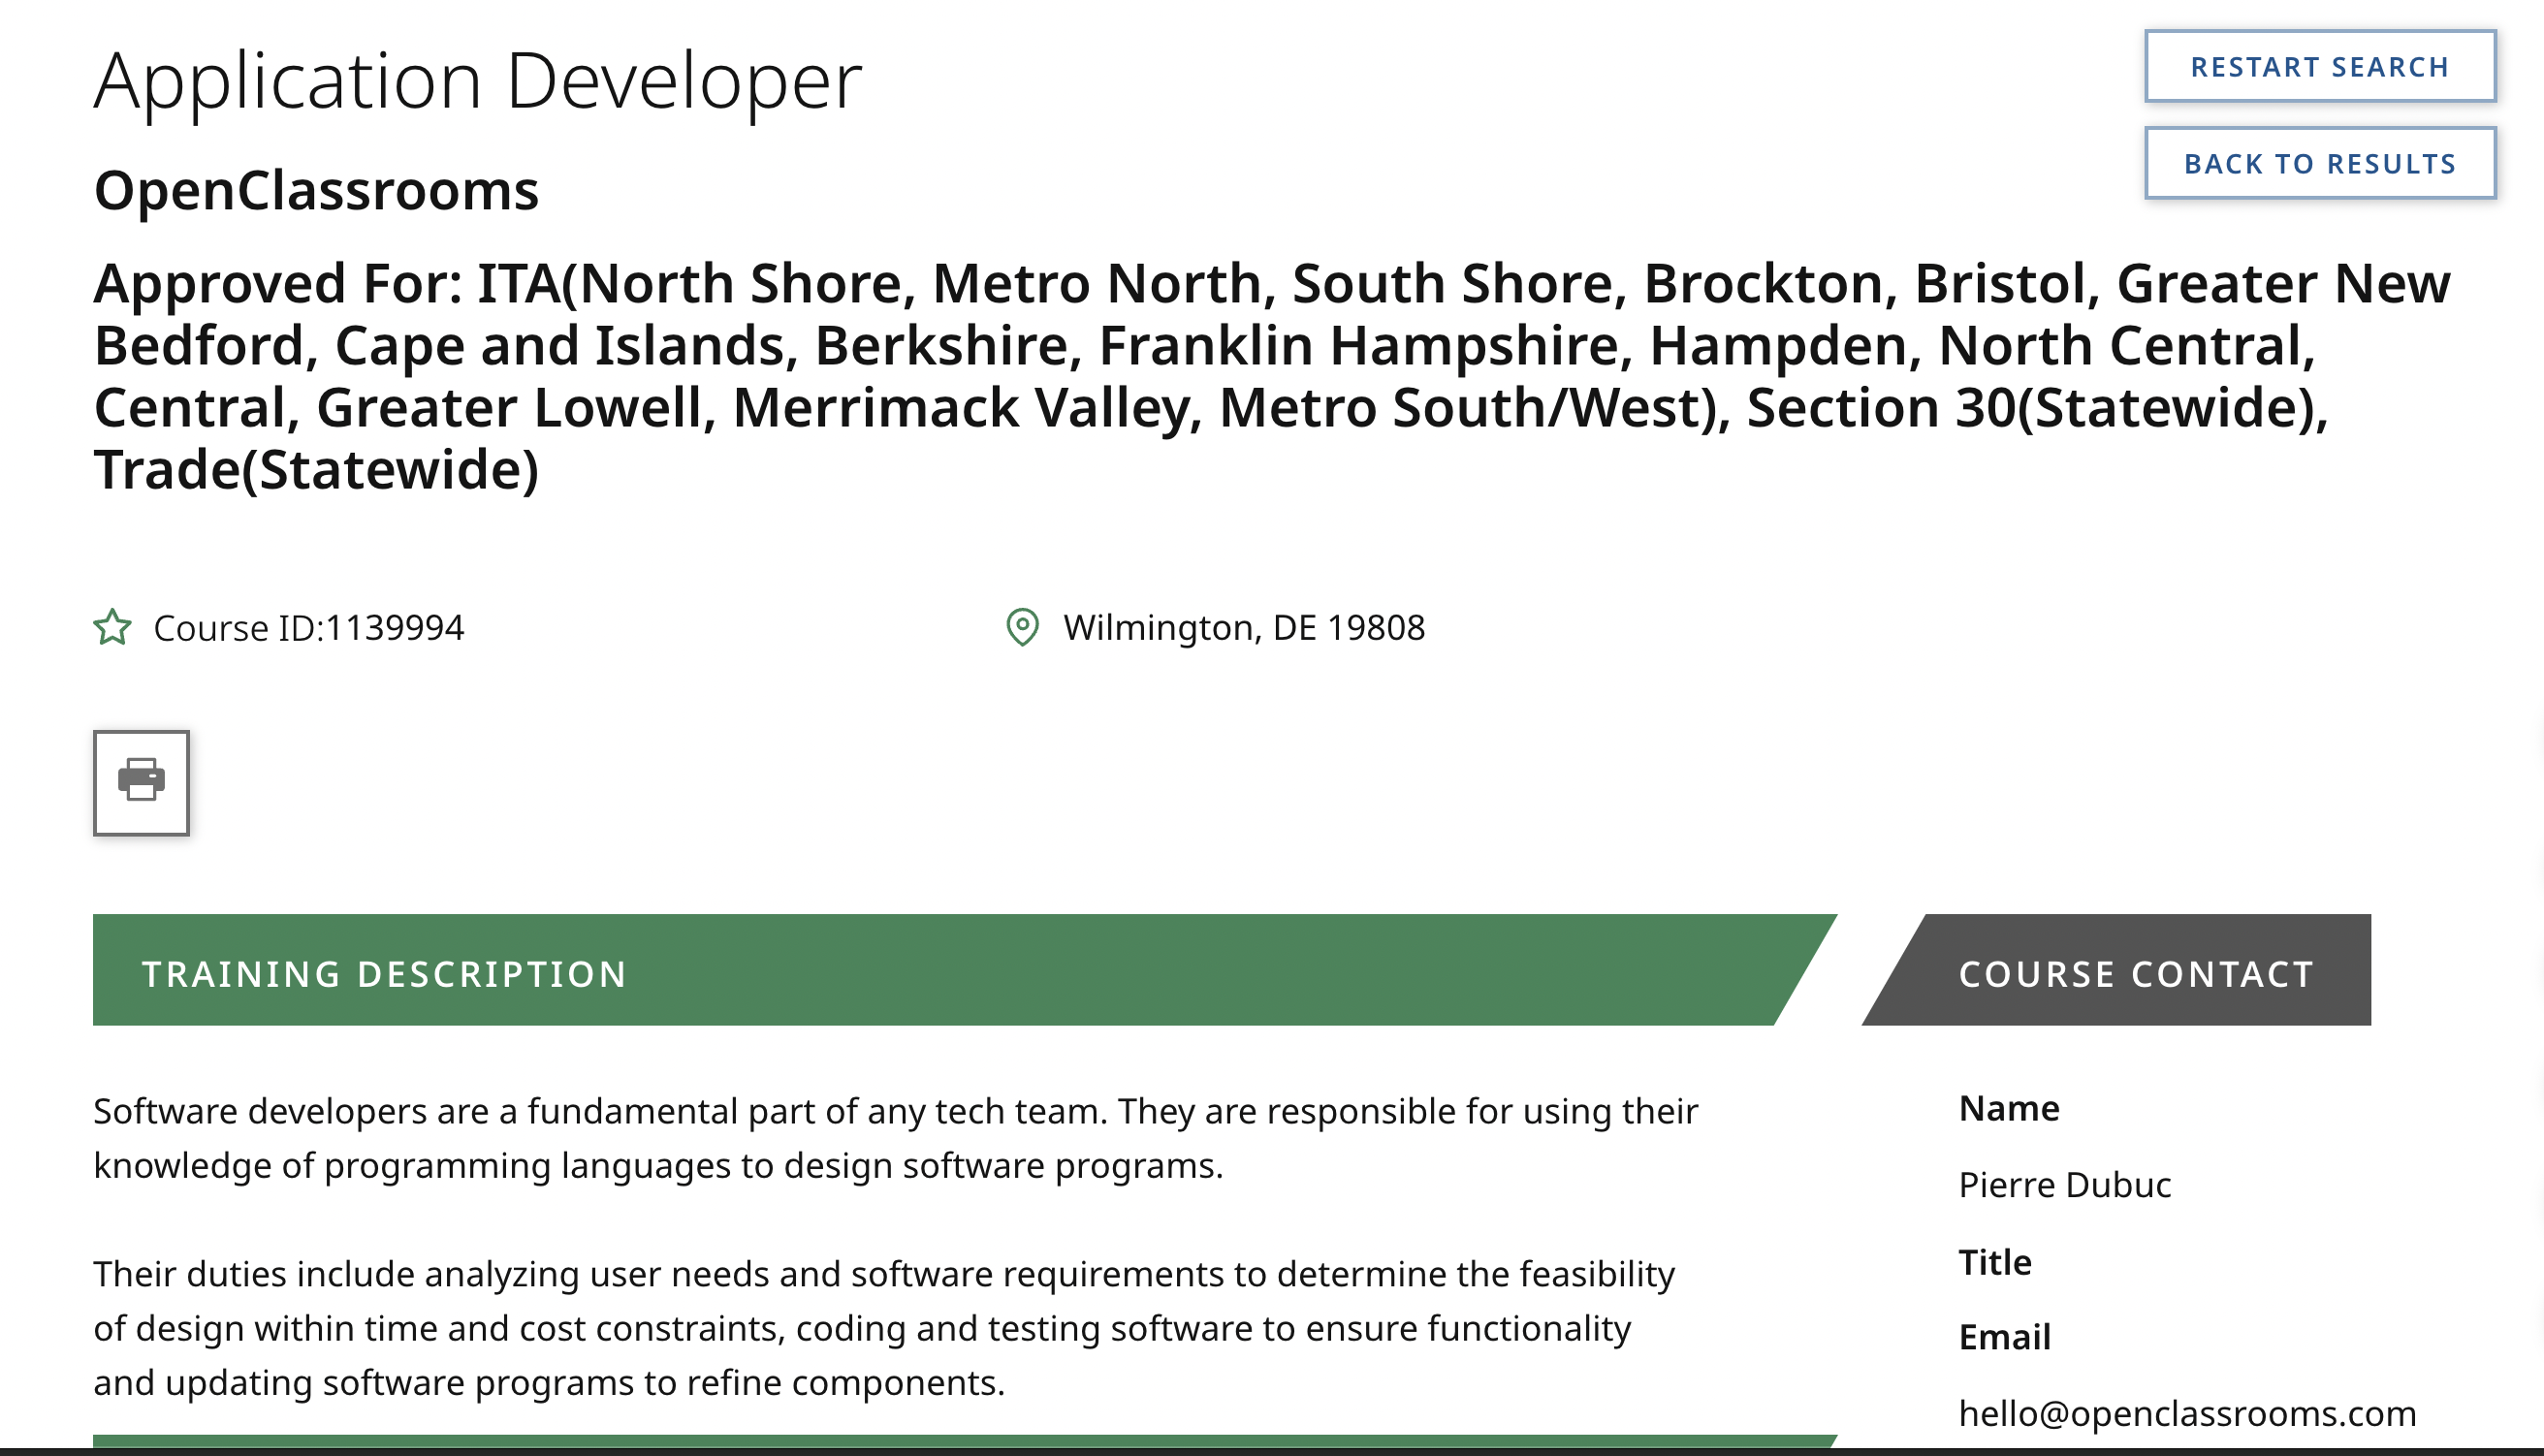 Application Developer
RESTART SEARCH
BACK TO RESULTS
OpenClassrooms
Approved For: ITA(North Shore, Metro North, South Shore, Brockton, Bristol, Greater New
Bedford, Cape and Islands, Berkshire, Franklin Hampshire, Hampden, North Central,
Central, Greater Lowell, Merrimack Valley, Metro South/West), Section 30(Statewide),
Trade(Statewide)
Course ID:1139994
Wilmington, DE 19808
TRAINING DESCRIPTION
Software developers are a fundamental part of any tech team. They are responsible for using their
knowledge of programming languages to design software programs.
Their duties include analyzing user needs and software requirements to determine the feasibility
of design within time and cost constraints, coding and testing software to ensure functionality
and updating software programs to refine components.
COURSE CONTACT
Name
Pierre Dubuc
Title
Email
hello@openclassrooms.com